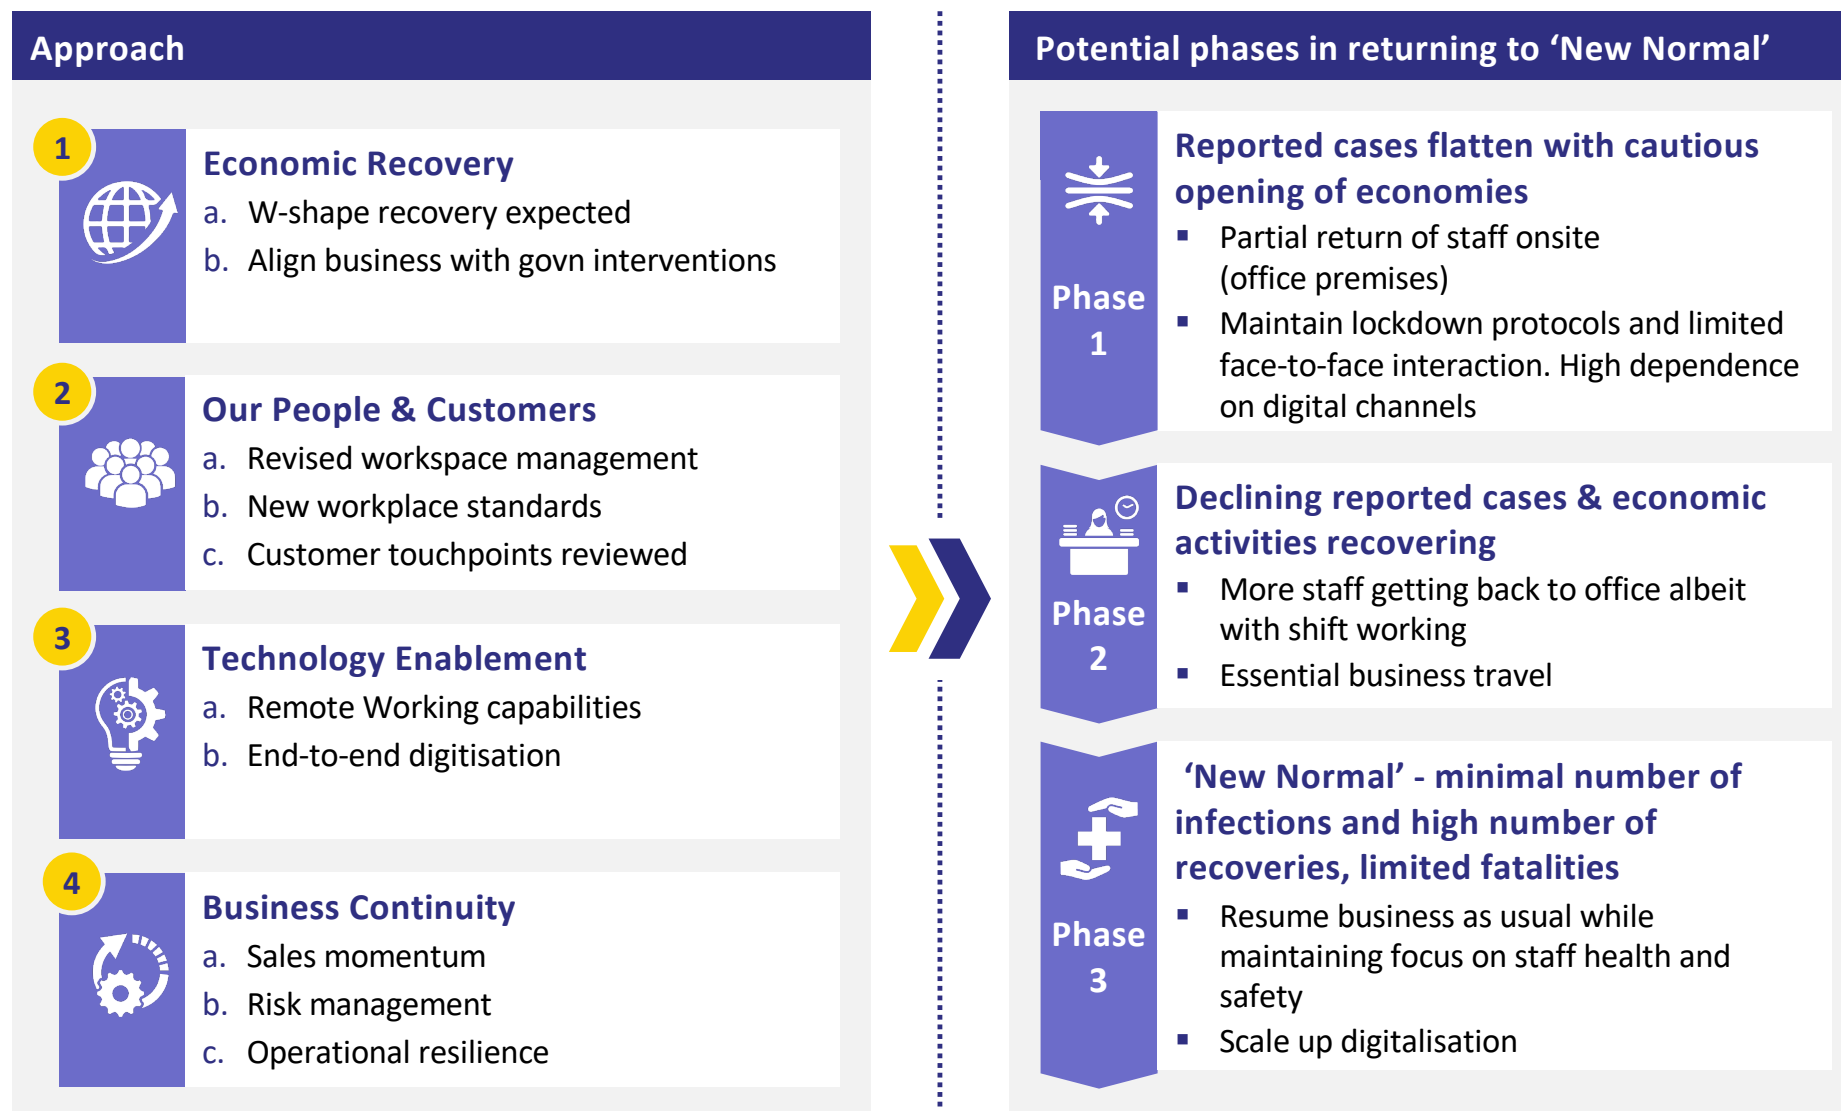 Approach
1
Economic Recovery
a. W-shape recovery expected
b. Align business with govn interventions
2
Our People & Customers
a. Revised workspace management
b. New workplace standards
c. Customer touchpoints reviewed
3
Technology Enablement
a. Remote Working capabilities
b. End-to-end digitisation
4
Business Continuity
a. Sales momentum
b. Risk management
c. Operational resilience
Potential phases in returning to ‘New Normal’
Phase
1
Reported cases flatten with cautious
opening of economies
▪ Partial return of staff onsite
(office premises)
▪ Maintain lockdown protocols and limited
face-to-face interaction. High dependence
on digital channels
Phase
2
Declining reported cases & economic
activities recovering
▪ More staff getting back to office albeit
with shift working
▪ Essential business travel
Phase
3
‘New Normal’ - minimal number of
infections and high number of
recoveries, limited fatalities
▪ Resume business as usual while
maintaining focus on staff health and
safety
▪ Scale up digitalisation